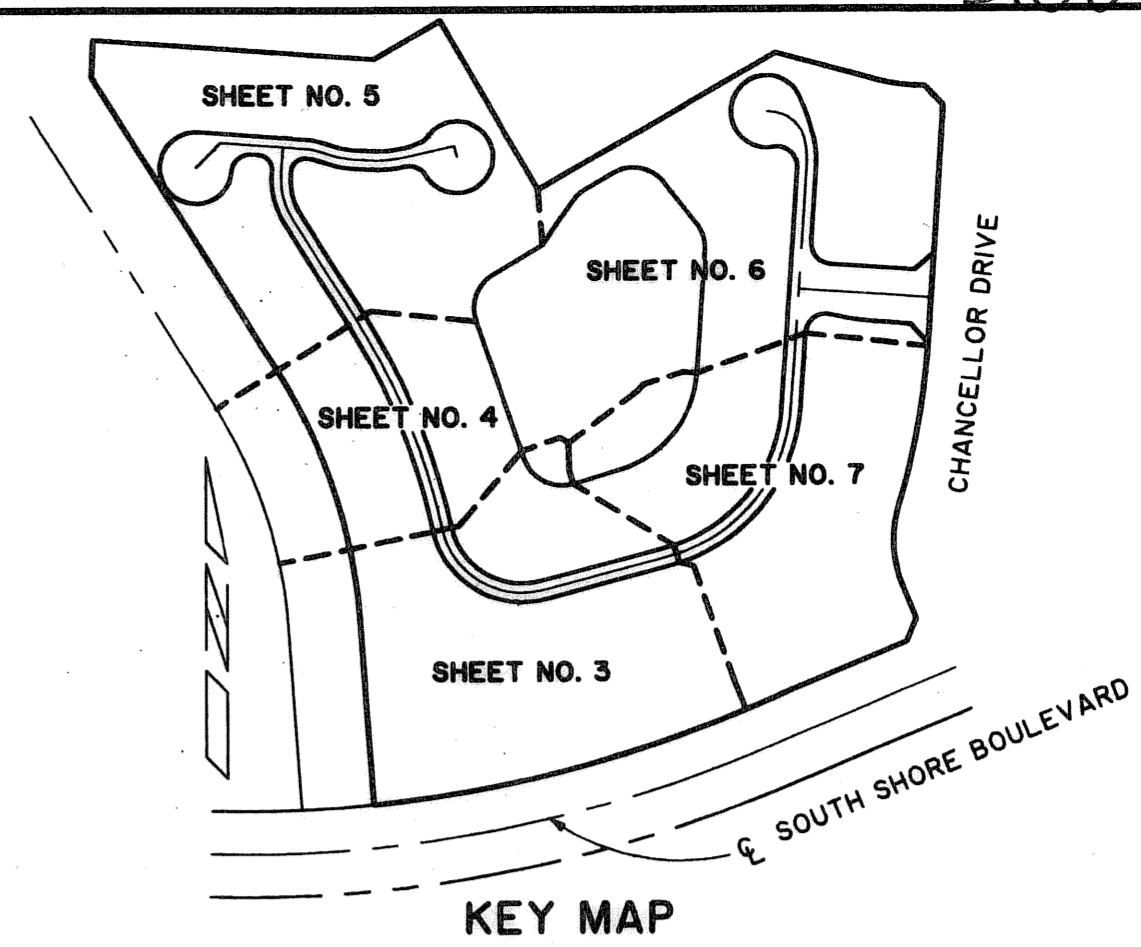 SHEET NO. 5
SHEET NO. 6
CHANCELLOR DRIVE
SHEET NO. 4
SHEET NO. 7
N
SHEET NO. 3
℄ SOUTH SHORE BOULEVARD
KEY MAP